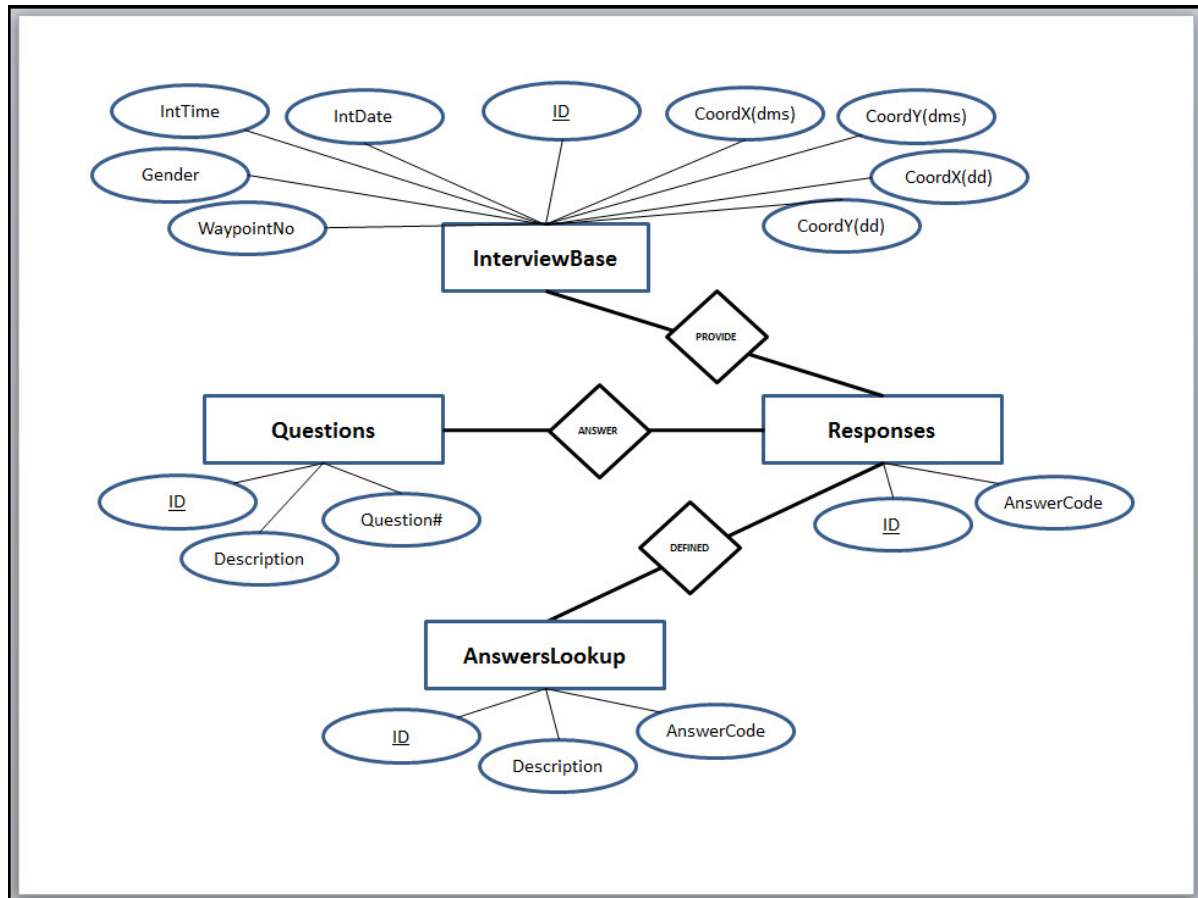 IntTime
IntDate
ID
CoordX(dms)
CoordY(dms)
Gender
CoordX(dd)
WaypointNo
CoordY(dd)
InterviewBase
PROVIDE
Questions
ANSWER
Responses
ID
Question#
Description
AnswerCode
ID
DEFINED
AnswersLookup
ID
Description
AnswerCode